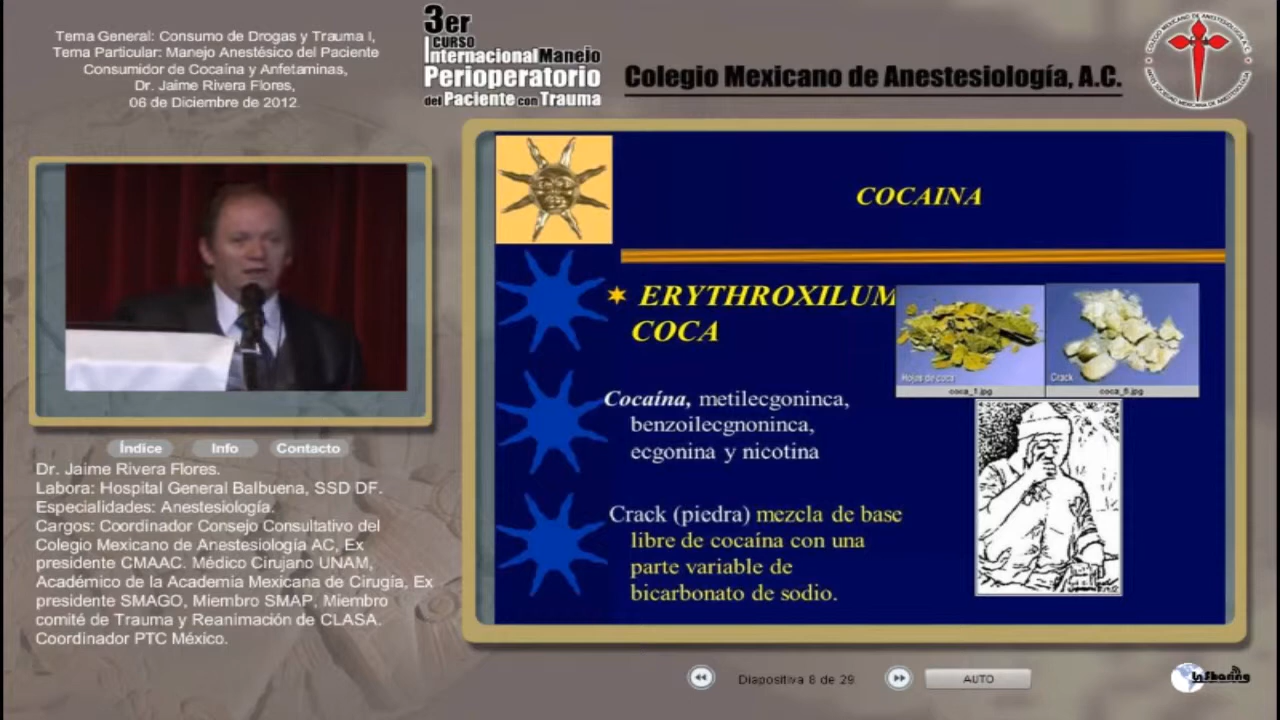 Tema General: Consumo de Drogas y Trauma I,
Tema Particular: Manejo Anestésico del Paciente
Consumidor de Cocaína y Anfetaminas,
Dr. Jaime Rivera Flores,
06 de Diciembre de 2012.
3er
CURSO
Internacional Manejo
Perioperatorio
del Paciente con Trauma
Colegio Mexicano de Anestesiología, A.C.
COCAINA
ERYTHROXILUM
COCA
Hojas de coca
Crack
coca_1.jpg
coca_5.jpg
Cocaína, metilecgoninca,
benzoilecgnoninca,
ecgonina y nicotina
Crack (piedra) mezcla de base
libre de cocaína con una
parte variable de
bicarbonato de sodio.
Índice
Info
Contacto
Dr. Jaime Rivera Flores.
Labora: Hospital General Balbuena, SSD DF.
Especialidades: Anestesiología.
Cargos: Coordinador Consejo Consultativo del
Colegio Mexicano de Anestesiología AC, Ex
presidente CMAAC. Médico Cirujano UNAM,
Académico de la Academia Mexicana de Cirugía, Ex
presidente SMAGO, Miembro SMAP, Miembro
comité de Trauma y Reanimación de CLASA.
Coordinador PTC México.
Diapositiva 8 de 29
AUTO
InSharing